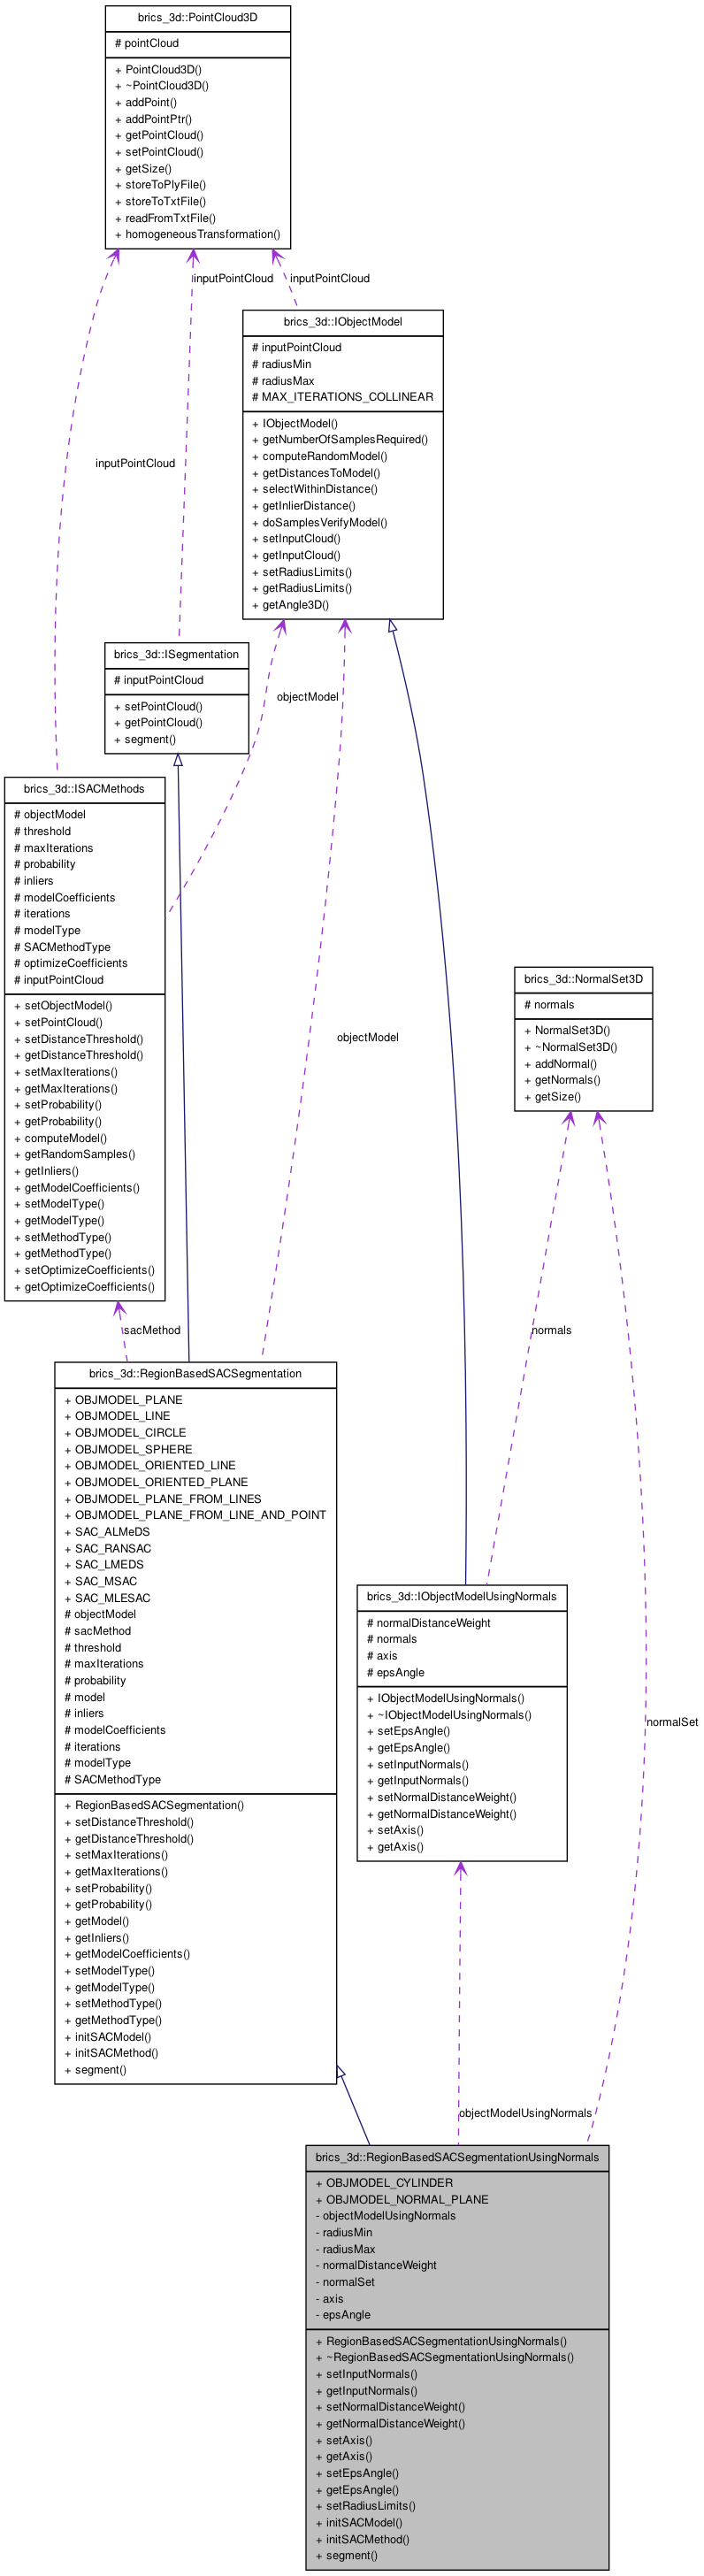 brics_3d::PointCloud3D
# pointCloud
+ PointCloud3D()
+ ~PointCloud3D()
+ addPoint()
+ addPointPtr()
+ getPointCloud()
+ setPointCloud()
+ getSize()
+ storeToPlyFile()
+ storeToTxtFile()
+ readFromTxtFile()
+ homogeneousTransformation()
inputPointCloud
inputPointCloud
brics_3d::IObjectModel
# inputPointCloud
# radiusMin
# radiusMax
# MAX_ITERATIONS_COLLINEAR
+ IObjectModel()
+ getNumberOfSamplesRequired()
+ computeRandomModel()
+ getDistancesToModel()
+ selectWithinDistance()
+ getInlierDistance()
+ doSamplesVerifyModel()
+ setInputCloud()
+ getInputCloud()
+ setRadiusLimits()
+ getRadiusLimits()
+ getAngle3D()
inputPointCloud
brics_3d::ISegmentation
# inputPointCloud
+ setPointCloud()
+ getPointCloud()
+ segment()
objectModel
brics_3d::ISACMethods
# objectModel
# threshold
# maxIterations
# probability
# inliers
# modelCoefficients
# iterations
# modelType
# SACMethodType
# optimizeCoefficients
# inputPointCloud
+ setObjectModel()
+ setPointCloud()
+ setDistanceThreshold()
+ getDistanceThreshold()
+ setMaxIterations()
+ getMaxIterations()
+ setProbability()
+ getProbability()
+ computeModel()
+ getRandomSamples()
+ getInliers()
+ getModelCoefficients()
+ setModelType()
+ getModelType()
+ setMethodType()
+ getMethodType()
+ setOptimizeCoefficients()
+ getOptimizeCoefficients()
objectModel
brics_3d::NormalSet3D
# normals
+ NormalSet3D()
+ ~NormalSet3D()
+ addNormal()
+ getNormals()
+ getSize()
sacMethod
normals
brics_3d::RegionBasedSACSegmentation
+ OBJMODEL_PLANE
+ OBJMODEL_LINE
+ OBJMODEL_CIRCLE
+ OBJMODEL_SPHERE
+ OBJMODEL_ORIENTED_LINE
+ OBJMODEL_ORIENTED_PLANE
+ OBJMODEL_PLANE_FROM_LINES
+ OBJMODEL_PLANE_FROM_LINE_AND_POINT
+ SAC_ALMeDS
+ SAC_RANSAC
+ SAC_LMEDS
+ SAC_MSAC
+ SAC_MLESAC
# objectModel
# sacMethod
# threshold
# maxIterations
# probability
# model
# inliers
# modelCoefficients
# iterations
# modelType
# SACMethodType
+ RegionBasedSACSegmentation()
+ setDistanceThreshold()
+ getDistanceThreshold()
+ setMaxIterations()
+ getMaxIterations()
+ setProbability()
+ getProbability()
+ getModel()
+ getInliers()
+ getModelCoefficients()
+ setModelType()
+ getModelType()
+ setMethodType()
+ getMethodType()
+ initSACModel()
+ initSACMethod()
+ segment()
brics_3d::IObjectModelUsingNormals
# normalDistanceWeight
# normals
# axis
# epsAngle
+ IObjectModelUsingNormals()
+ ~IObjectModelUsingNormals()
+ setEpsAngle()
+ getEpsAngle()
+ setInputNormals()
+ getInputNormals()
+ setNormalDistanceWeight()
+ getNormalDistanceWeight()
+ setAxis()
+ getAxis()
normalSet
objectModelUsingNormals
brics_3d::RegionBasedSACSegmentationUsingNormals
+ OBJMODEL_CYLINDER
+ OBJMODEL_NORMAL_PLANE
- objectModelUsingNormals
- radiusMin
- radiusMax
- normalDistanceWeight
- normalSet
- axis
- epsAngle
+ RegionBasedSACSegmentationUsingNormals()
+ ~RegionBasedSACSegmentationUsingNormals()
+ setInputNormals()
+ getInputNormals()
+ setNormalDistanceWeight()
+ getNormalDistanceWeight()
+ setAxis()
+ getAxis()
+ setEpsAngle()
+ getEpsAngle()
+ setRadiusLimits()
+ initSACModel()
+ initSACMethod()
+ segment()